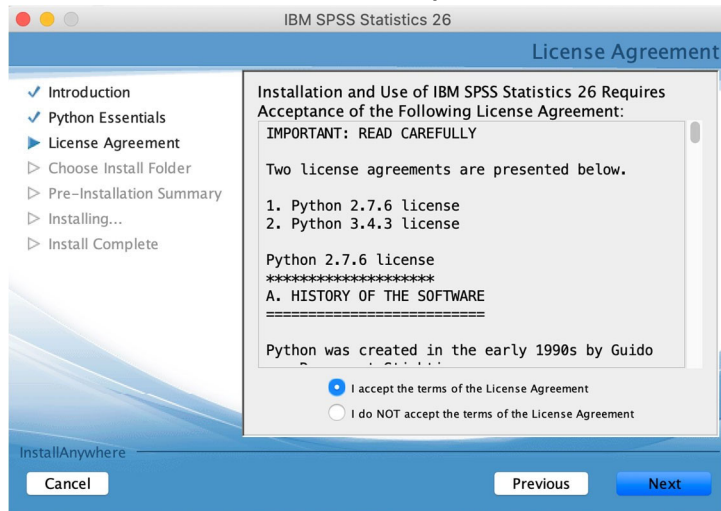 IBM SPSS Statistics 26
License Agreement
Introduction
Python Essentials
License Agreement
Choose Install Folder
Pre-Installation Summary
Installing...
Install Complete
Installation and Use of IBM SPSS Statistics 26 Requires
Acceptance of the Following License Agreement:
IMPORTANT: READ CAREFULLY
Two license agreements are presented below.
1. Python 2.7.6 license
2. Python 3.4.3 license
Python 2.7.6 license
********************
A. HISTORY OF THE SOFTWARE
==========================
Python was created in the early 1990s by Guido
I accept the terms of the License Agreement
I do NOT accept the terms of the License Agreement
InstallAnywhere
Cancel
Previous
Next